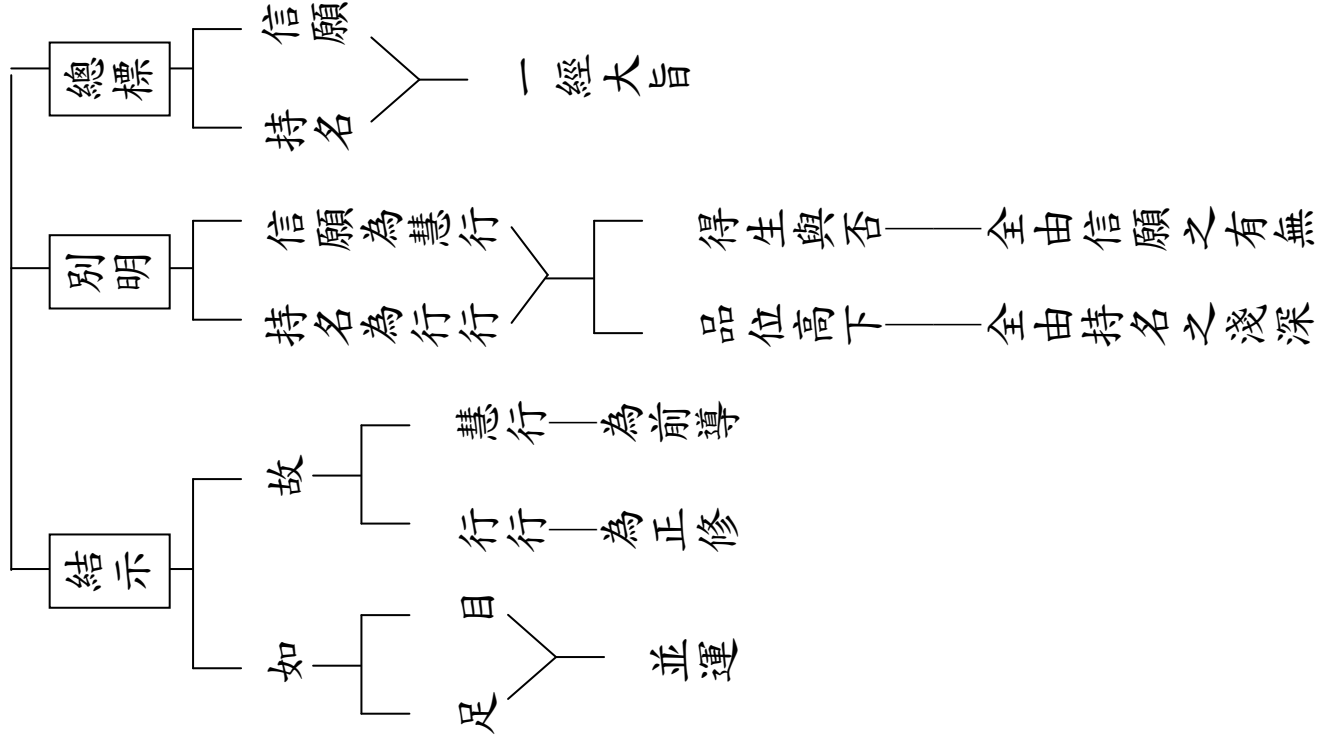 總標
信願
持名
一經大旨
別明
信願為慧行
持名為行行
得生與否——全由信願之有無
品位高下——全由持名之淺深
結示
故
慧行——為前導
行行——為正修
如
目
足
並運